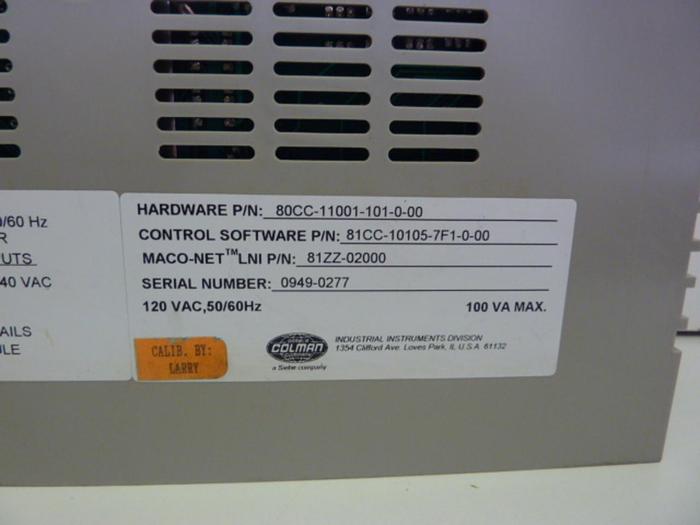 0/60 Hz
R
UTS
40 VAC
AILS
LE
HARDWARE P/N: 80CC-11001-101-0-00
CONTROL SOFTWARE P/N: 81CC-10105-7F1-0-00
MACO-NET™LNI P/N: 81ZZ-02000
SERIAL NUMBER: 0949-0277
120 VAC,50/60Hz 100 VA MAX.
CALIB. BY:
LARRY
COLMAN
a Siebe company
INDUSTRIAL INSTRUMENTS DIVISION
1354 Clifford Ave. Loves Park, IL U.S.A. 61132